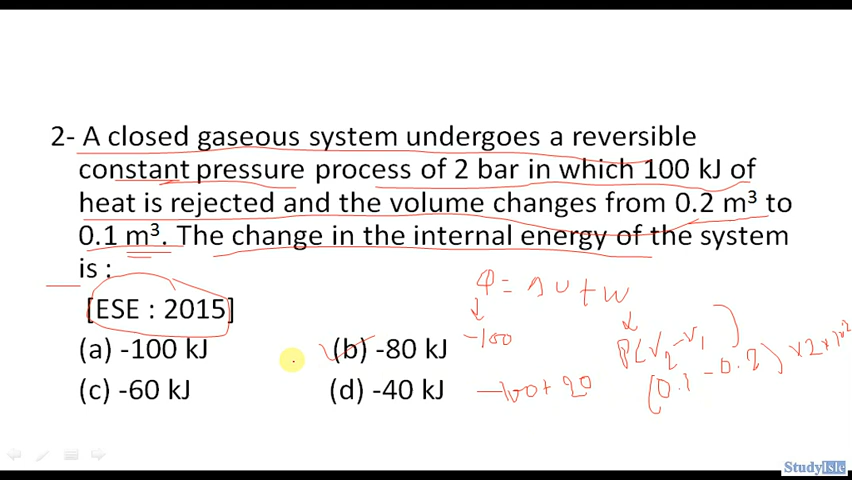 2- A closed gaseous system undergoes a reversible
constant pressure process of 2 bar in which 100 kJ of
heat is rejected and the volume changes from 0.2 m³ to
0.1 m³. The change in the internal energy of the system
is :
[ESE : 2015]
(a) -100 kJ (b) -80 kJ
(c) -60 kJ (d) -40 kJ
Q = Δu + w
-100
P(V₂-V₁)
(0.1 - 0.2) × 2 × 10²
-100 + 20
StudyIsle